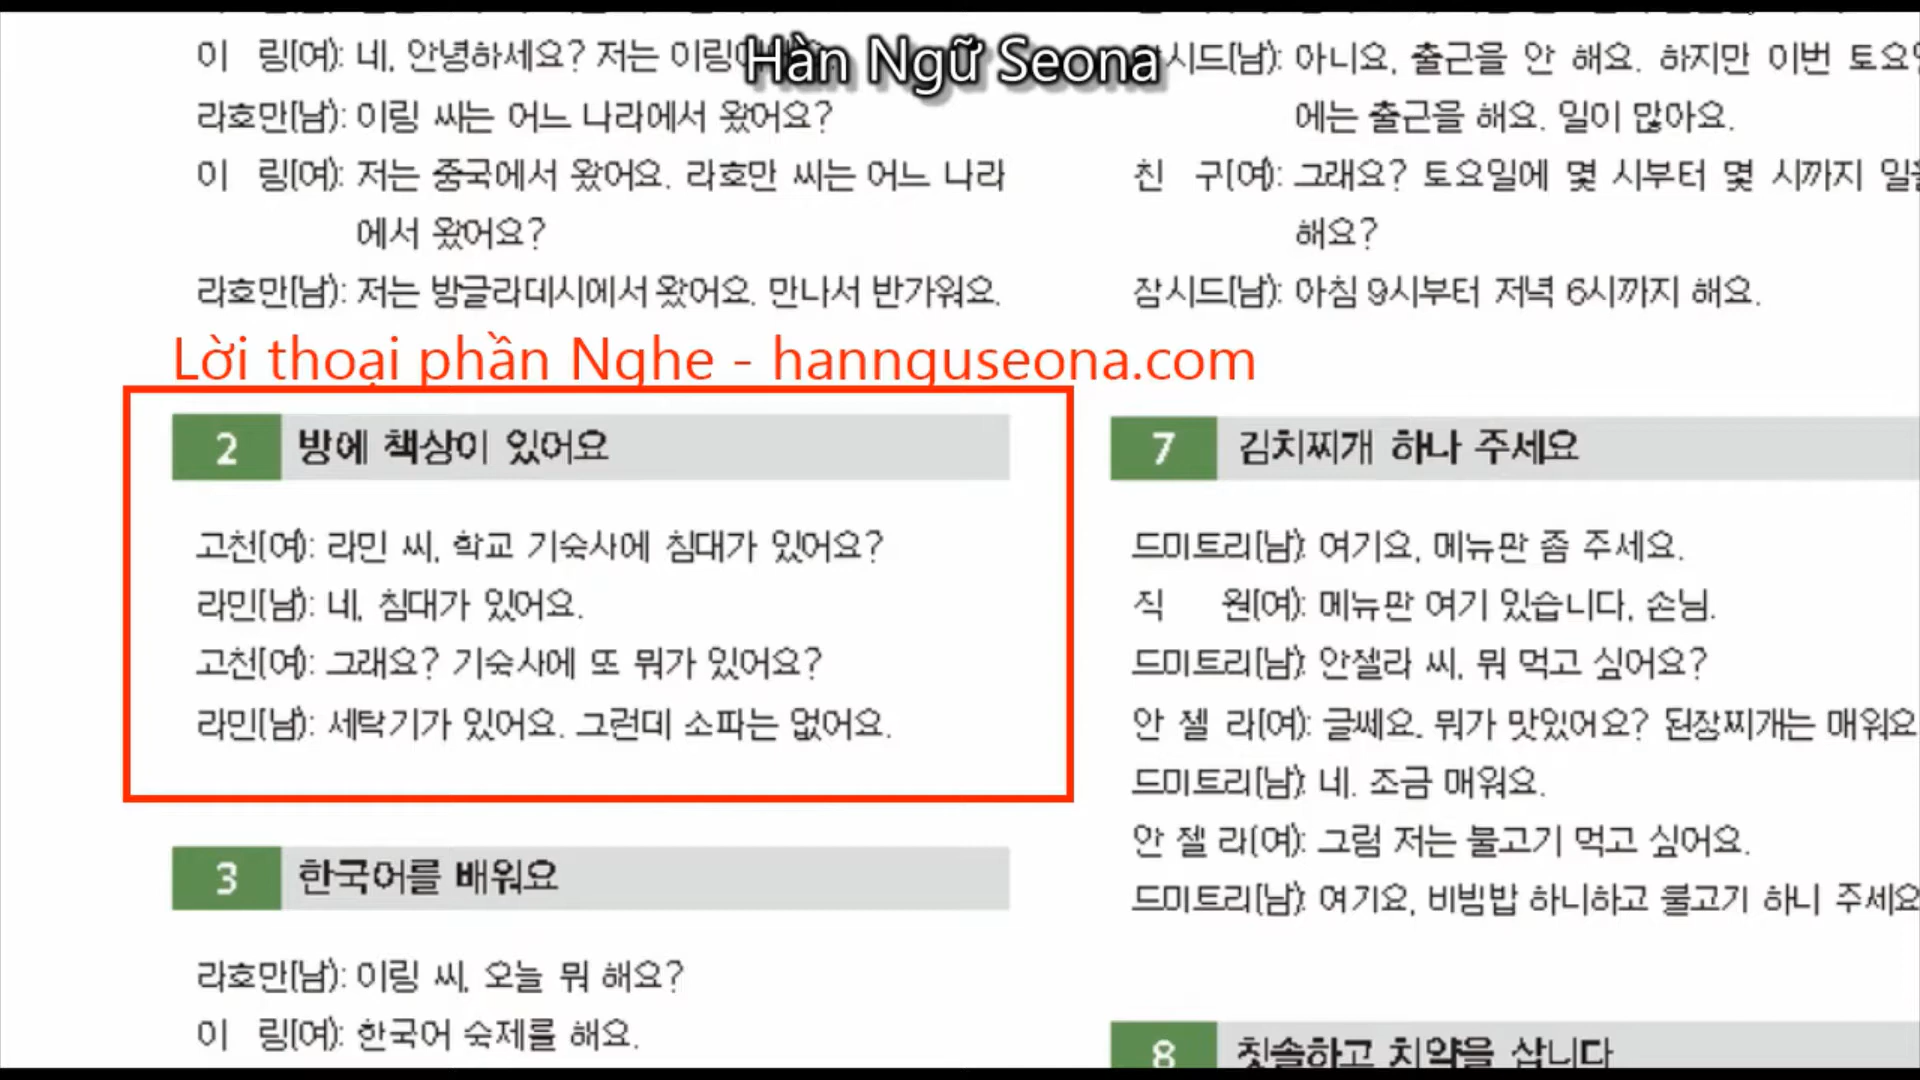 Hàn Ngữ Seona
이 링(여): 네, 안녕하세요? 저는
라호만(남): 이링 씨는 어느 나라에서 왔어요?
이 링(여): 저는 중국에서 왔어요. 라호만 씨는 어느 나라
에서 왔어요?
라호만(남): 저는 방글라데시에서 왔어요. 만나서 반가워요.
Lời thoại phần Nghe - hannguseona.com
2 방에 책상이 있어요
고천(여): 라민 씨, 학교 기숙사에 침대가 있어요?
라민(남): 네, 침대가 있어요.
고천(여): 그래요? 기숙사에 또 뭐가 있어요?
라민(남): 세탁기가 있어요. 그런데 소파는 없어요.
3 한국어를 배워요
라호만(남): 이링 씨, 오늘 뭐 해요?
이 링(여): 한국어 숙제를 해요.
아니요, 출근을 안 해요. 하지만 이번
에는 출근을 해요. 일이 많아요.
친 구(여): 그래요? 토요일에 몇 시부터 몇 시까지
해요?
잠시드(남): 아침 9시부터 저녁 6시까지 해요.
7 김치찌개 하나 주세요
드미트리(남): 여기요, 메뉴판 좀 주세요.
직 원(여): 메뉴판 여기 있습니다, 손님.
드미트리(남): 안젤라 씨, 뭐 먹고 싶어요?
안 젤 라(여): 글쎄요. 뭐가 맛있어요? 된장찌개는 매워요
드미트리(남): 네. 조금 매워요.
안 젤 라(여): 그럼 저는 불고기 먹고 싶어요.
드미트리(남): 여기요, 비빔밥 하나하고 불고기 하나 주세요
8 칫솔하고 치약을 삽니다